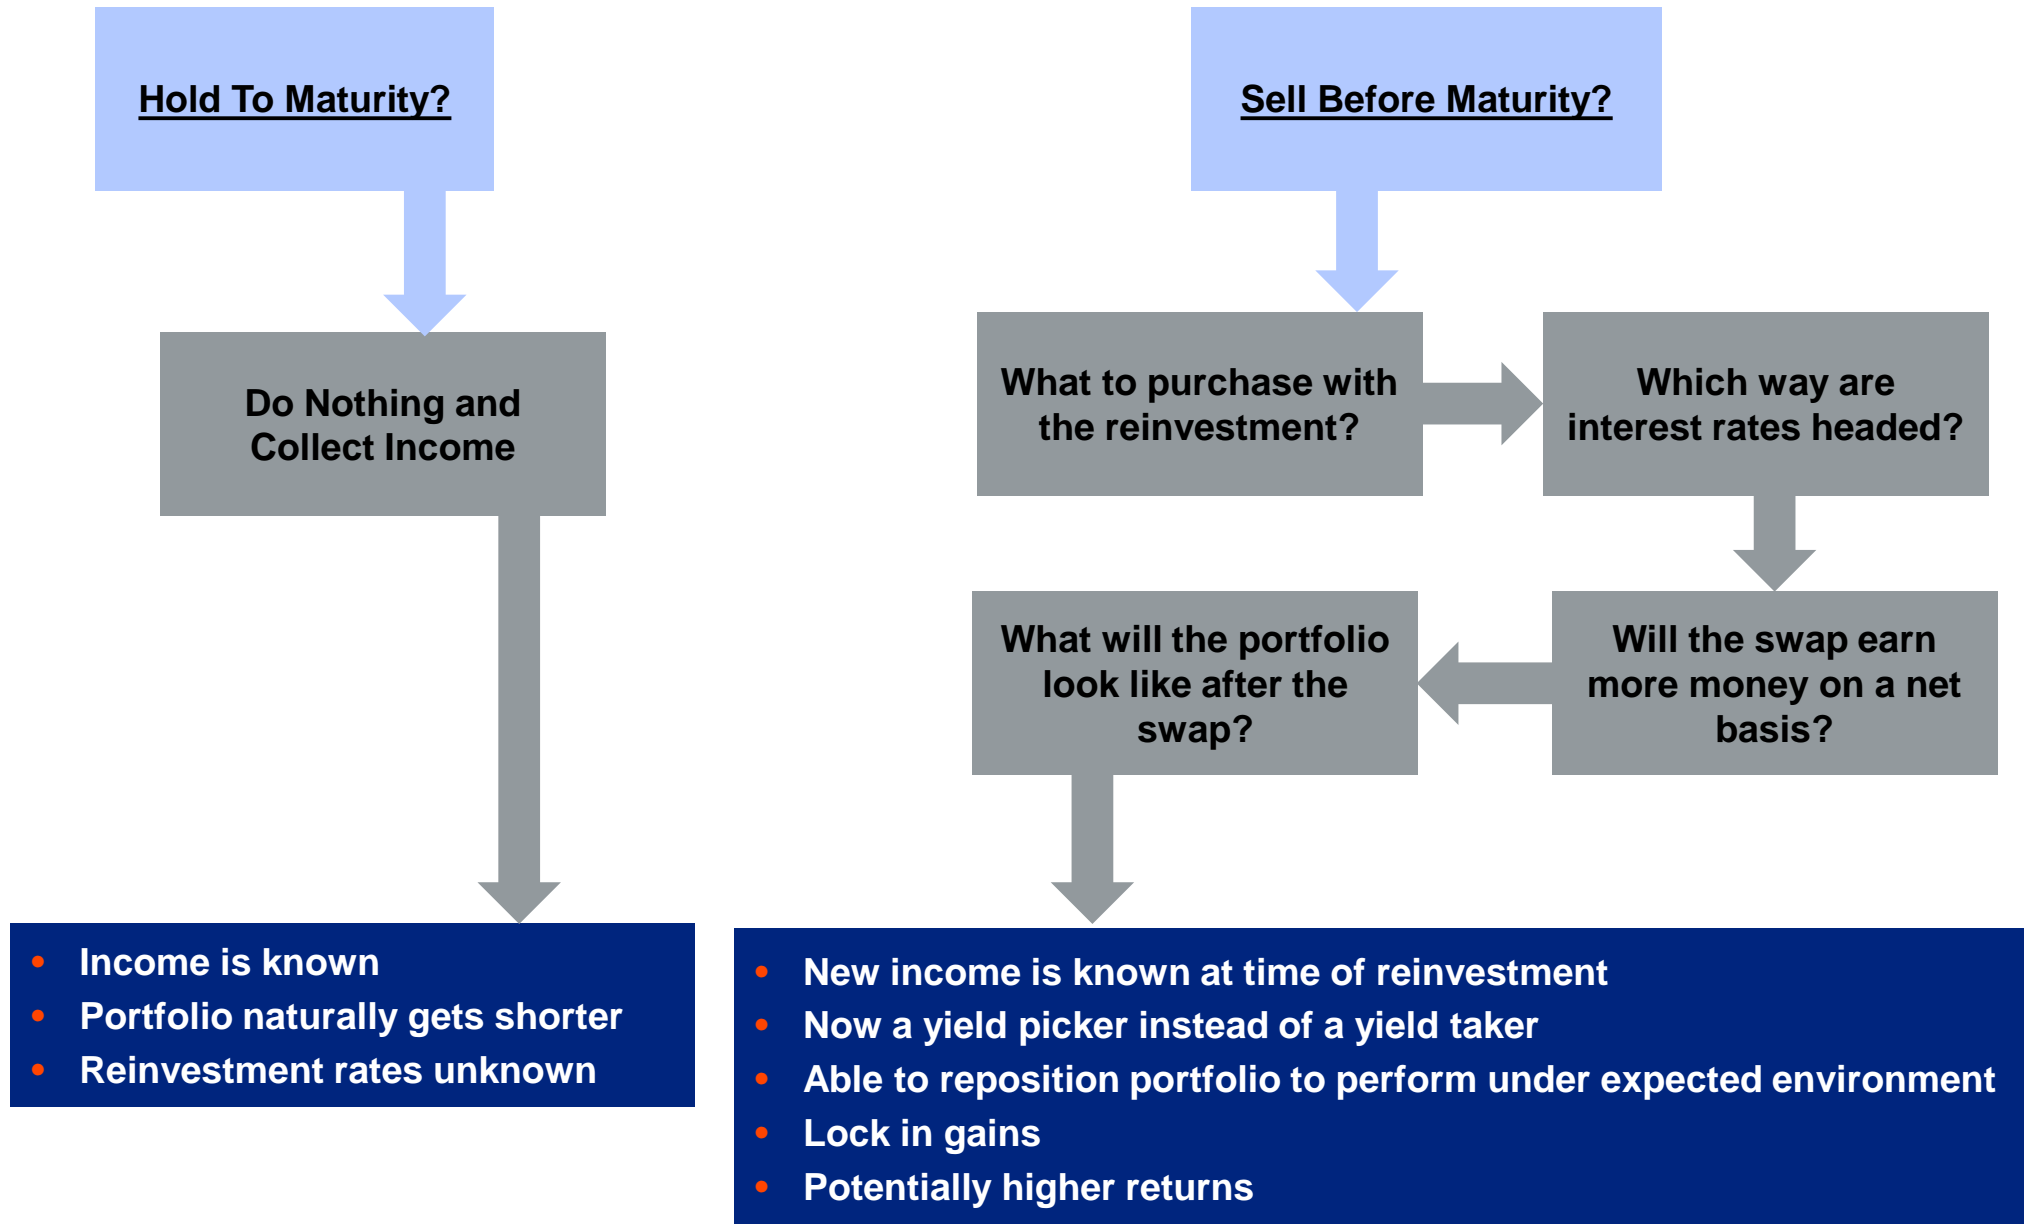 Hold To Maturity?
Do Nothing and
Collect Income
• Income is known
• Portfolio naturally gets shorter
• Reinvestment rates unknown
Sell Before Maturity?
What to purchase with
the reinvestment?
Which way are
interest rates headed?
Will the swap earn
more money on a net
basis?
What will the portfolio
look like after the
swap?
• New income is known at time of reinvestment
• Now a yield picker instead of a yield taker
• Able to reposition portfolio to perform under expected environment
• Lock in gains
• Potentially higher returns